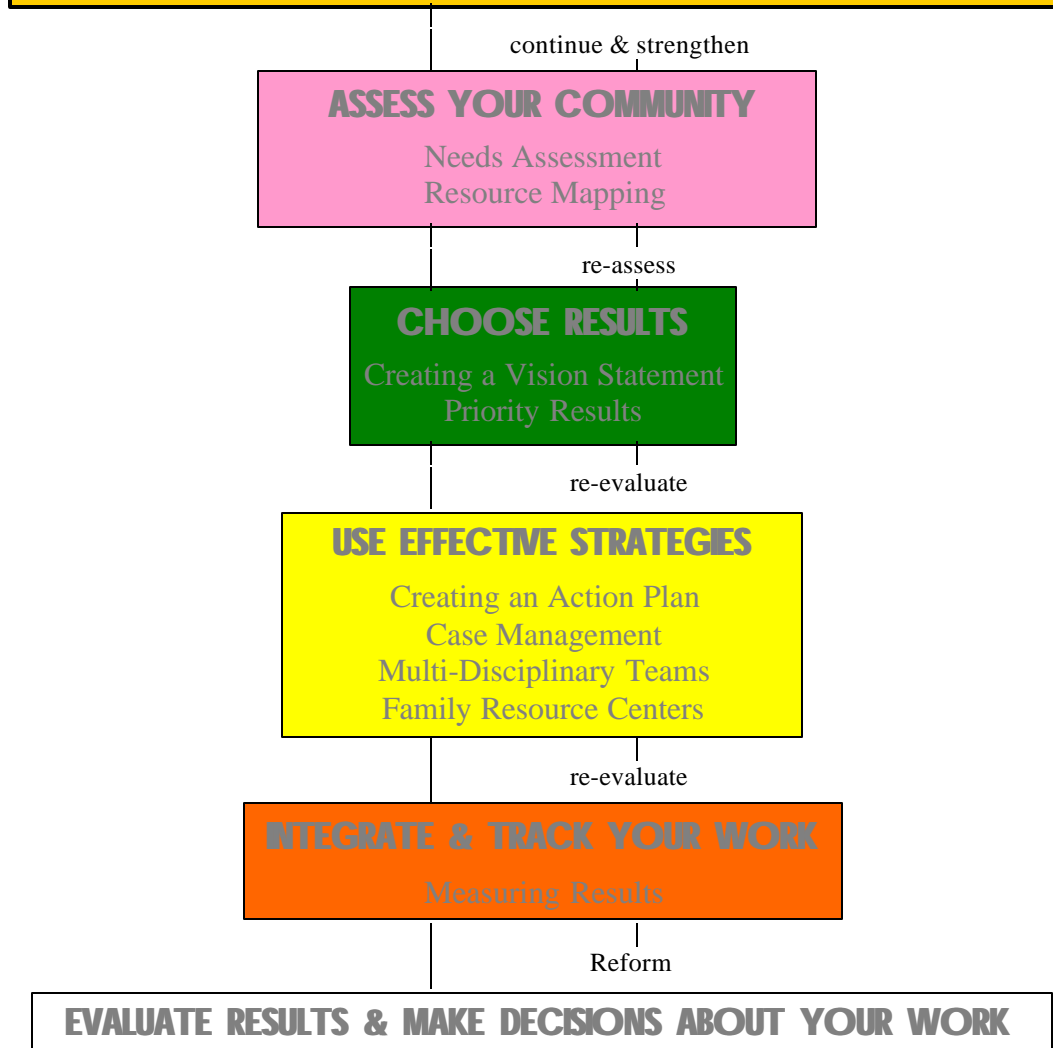 continue & strengthen
ASSESS YOUR COMMUNITY
Needs Assessment
Resource Mapping
re-assess
CHOOSE RESULTS
Creating a Vision Statement
Priority Results
re-evaluate
USE EFFECTIVE STRATEGIES
Creating an Action Plan
Case Management
Multi-Disciplinary Teams
Family Resource Centers
re-evaluate
INTEGRATE & TRACK YOUR WORK
Measuring Results
Reform
EVALUATE RESULTS & MAKE DECISIONS ABOUT YOUR WORK